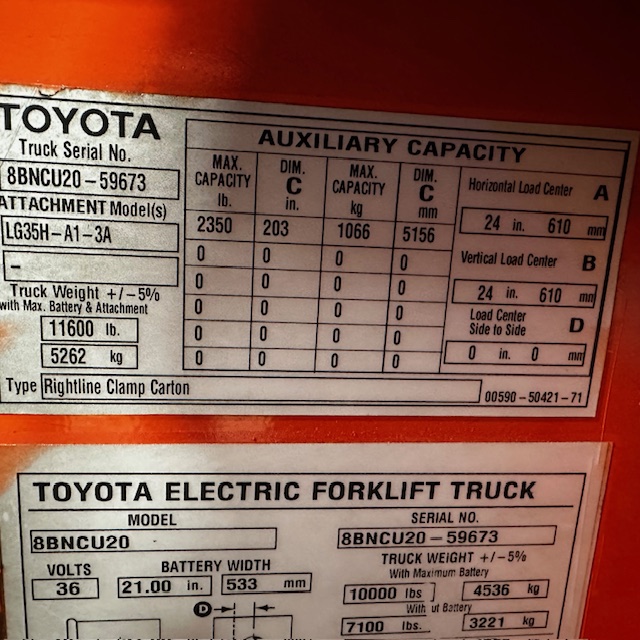 TOYOTA
Truck Serial No.
8BNCU20-59673
ATTACHMENT Model(s)
LG35H-A1-3A
-
Truck Weight +/-5%
with Max. Battery & Attachment
11600 lb.
5262 kg
Type Rightline Clamp Carton
AUXILIARY CAPACITY
MAX. CAPACITY lb. DIM. C in. MAX. CAPACITY kg DIM. C mm
2350 203 1066 5156
0 0 0 0
0 0 0 0
0 0 0 0
0 0 0 0
0 0 0 0
Horizontal Load Center A
24 in. 610 mm
Vertical Load Center B
24 in. 610 mm
Load Center
Side to Side D
0 in. 0 mm
00590-50421-71
TOYOTA ELECTRIC FORKLIFT TRUCK
MODEL
8BNCU20
SERIAL NO.
8BNCU20-59673
VOLTS
36
BATTERY WIDTH
21.00 in. 533 mm
TRUCK WEIGHT +/-5%
With Maximum Battery
10000 lbs 4536 kg
Without Battery
7100 lbs. 3221 kg
D